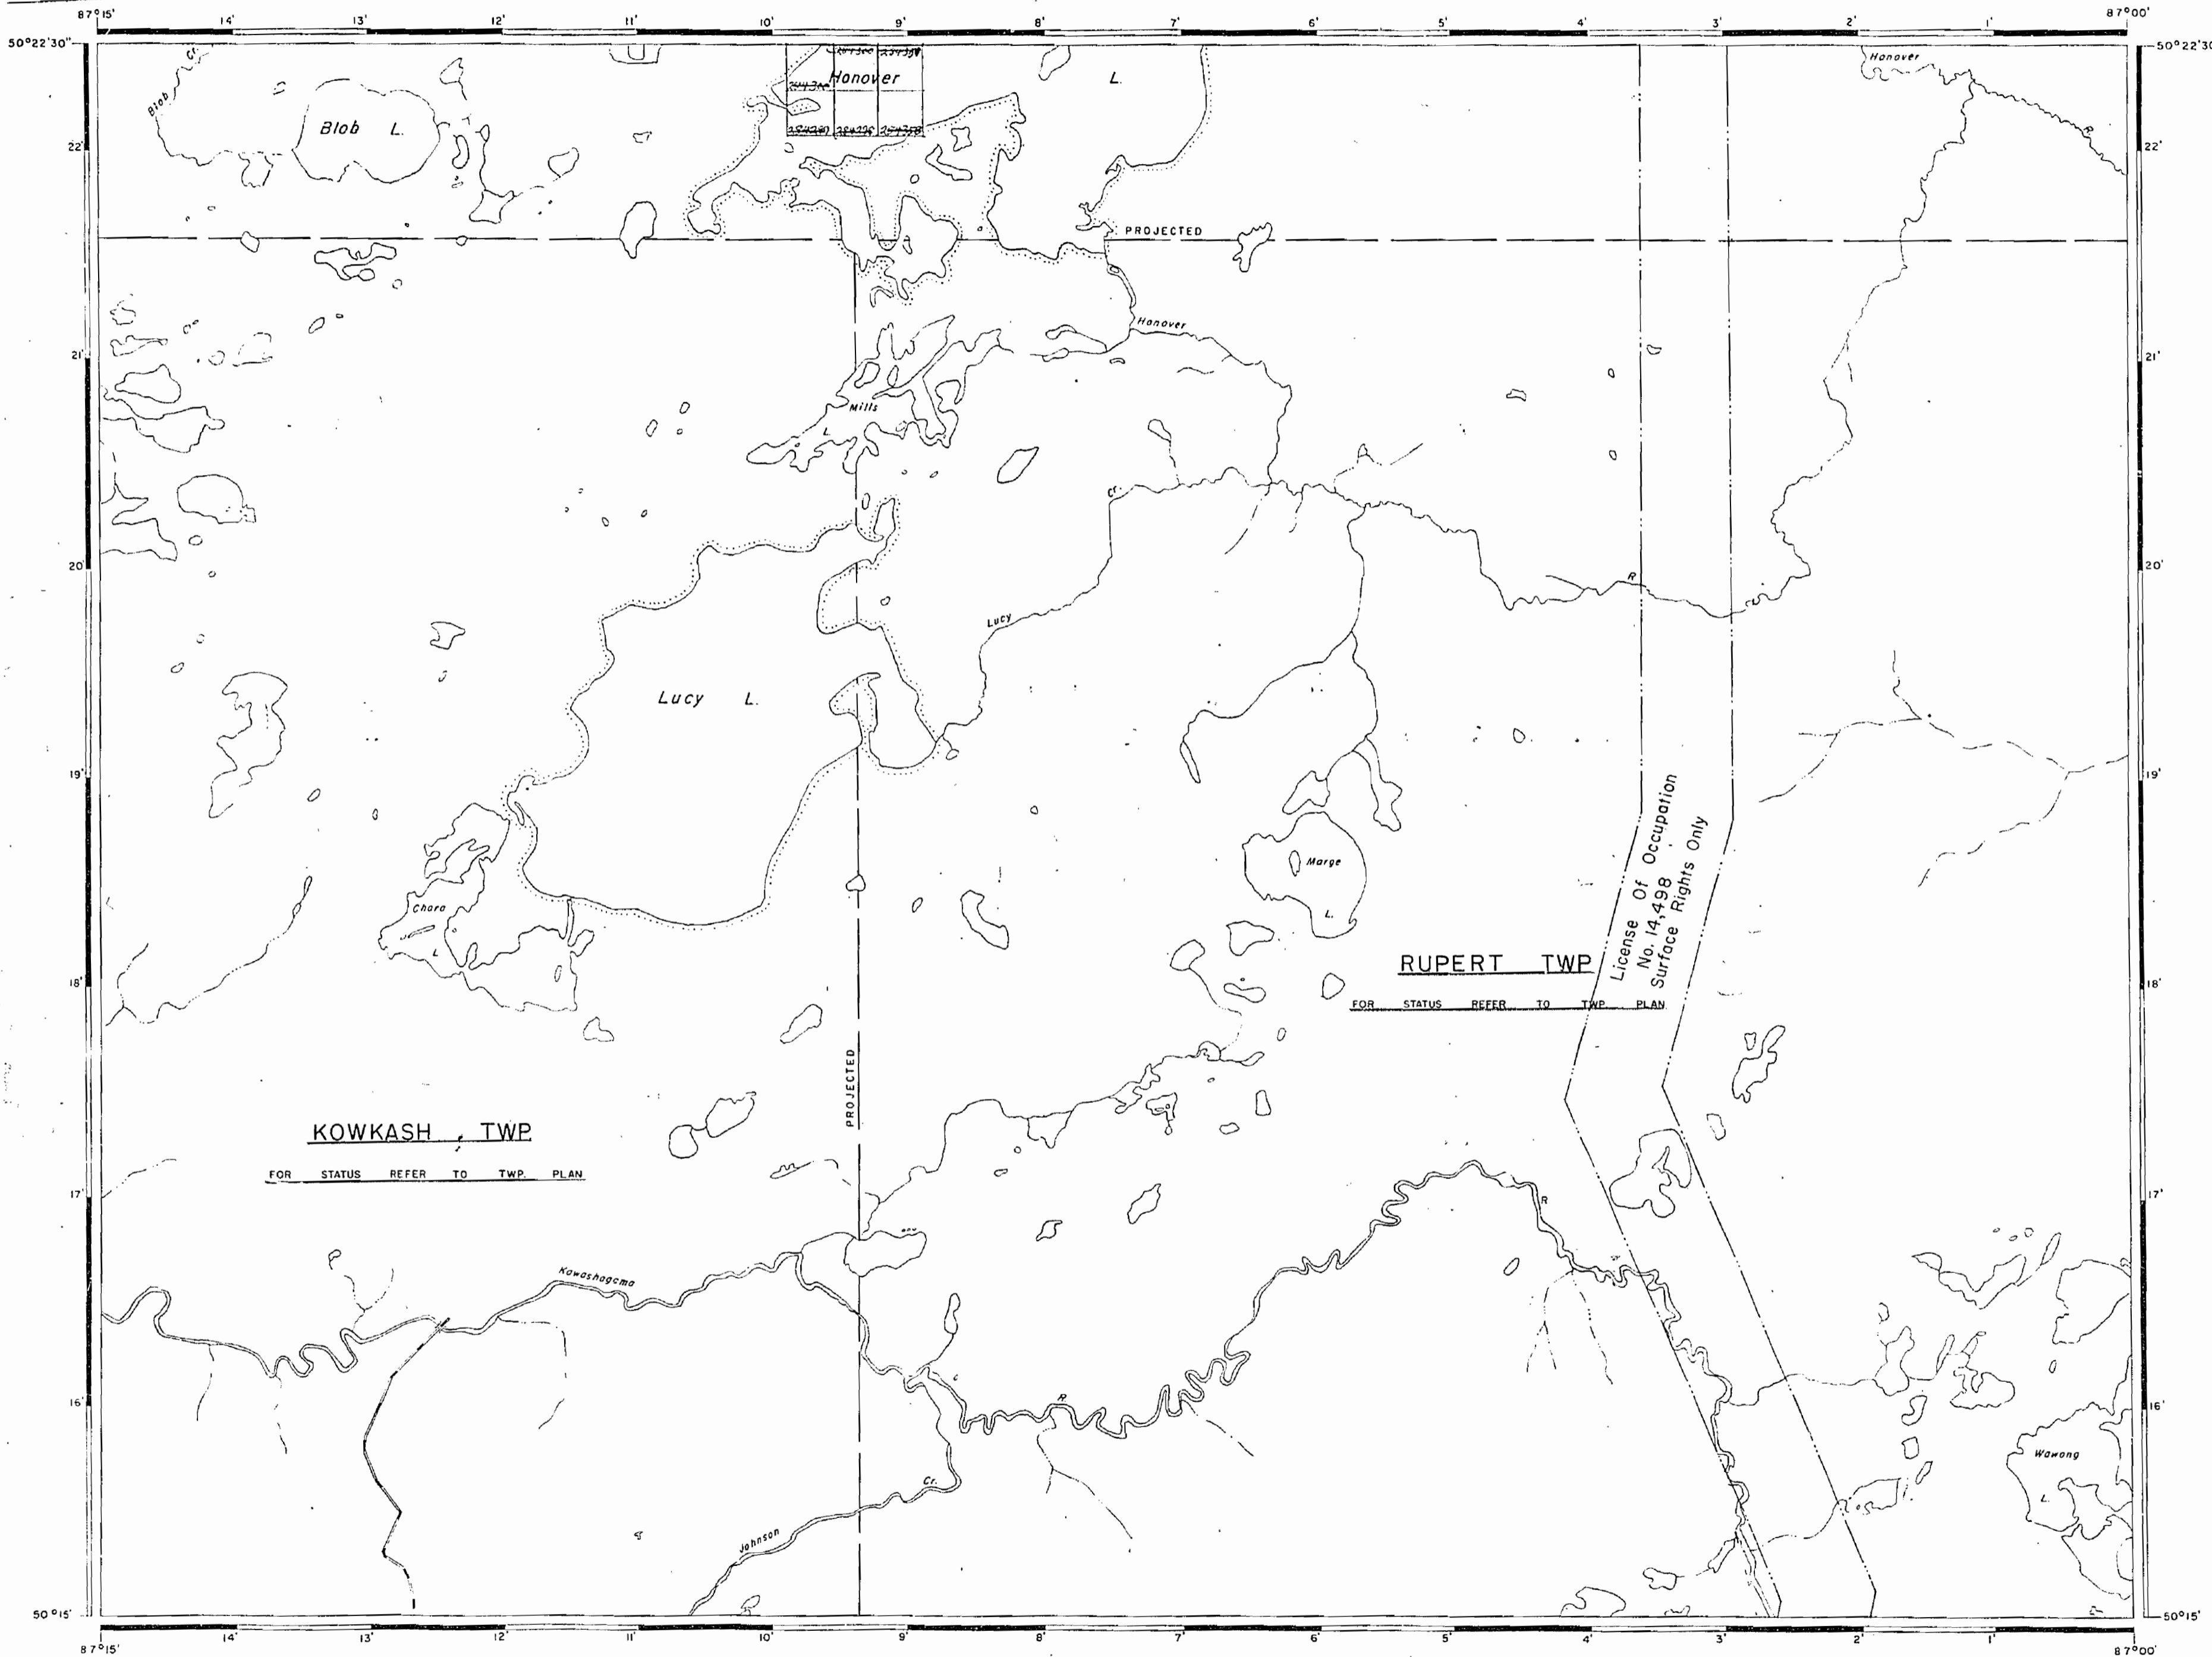 87°15'
14'
13'
12'
11'
10'
9'
8'
7'
6'
5'
4'
3'
2'
1'
87°00'
50°22'30"
50°22'30
Blob Cr.
Blob L.
Hanover
L.
Hanover
R.
22'
22'
PROJECTED
Hanover
21'
21'
Mills
L.
Cr.
20'
R
20'
Lucy
Lucy L.
19'
19'
License Of Occupation
No. 14,498
Surface Rights Only
Marge
L.
Chara
L
RUPERT TWP
18'
18'
FOR STATUS REFER TO TWP. PLAN
PROJECTED
KOWKASH TWP
FOR STATUS REFER TO TWP. PLAN
17'
17'
R
Kawashagama
16'
R
16'
Wawong
L.
Cr.
Johnson
50°15'
50°15'
87°15'
14'
13'
12'
11'
10'
9'
8'
7'
6'
5'
4'
3'
2'
1'
87°00'